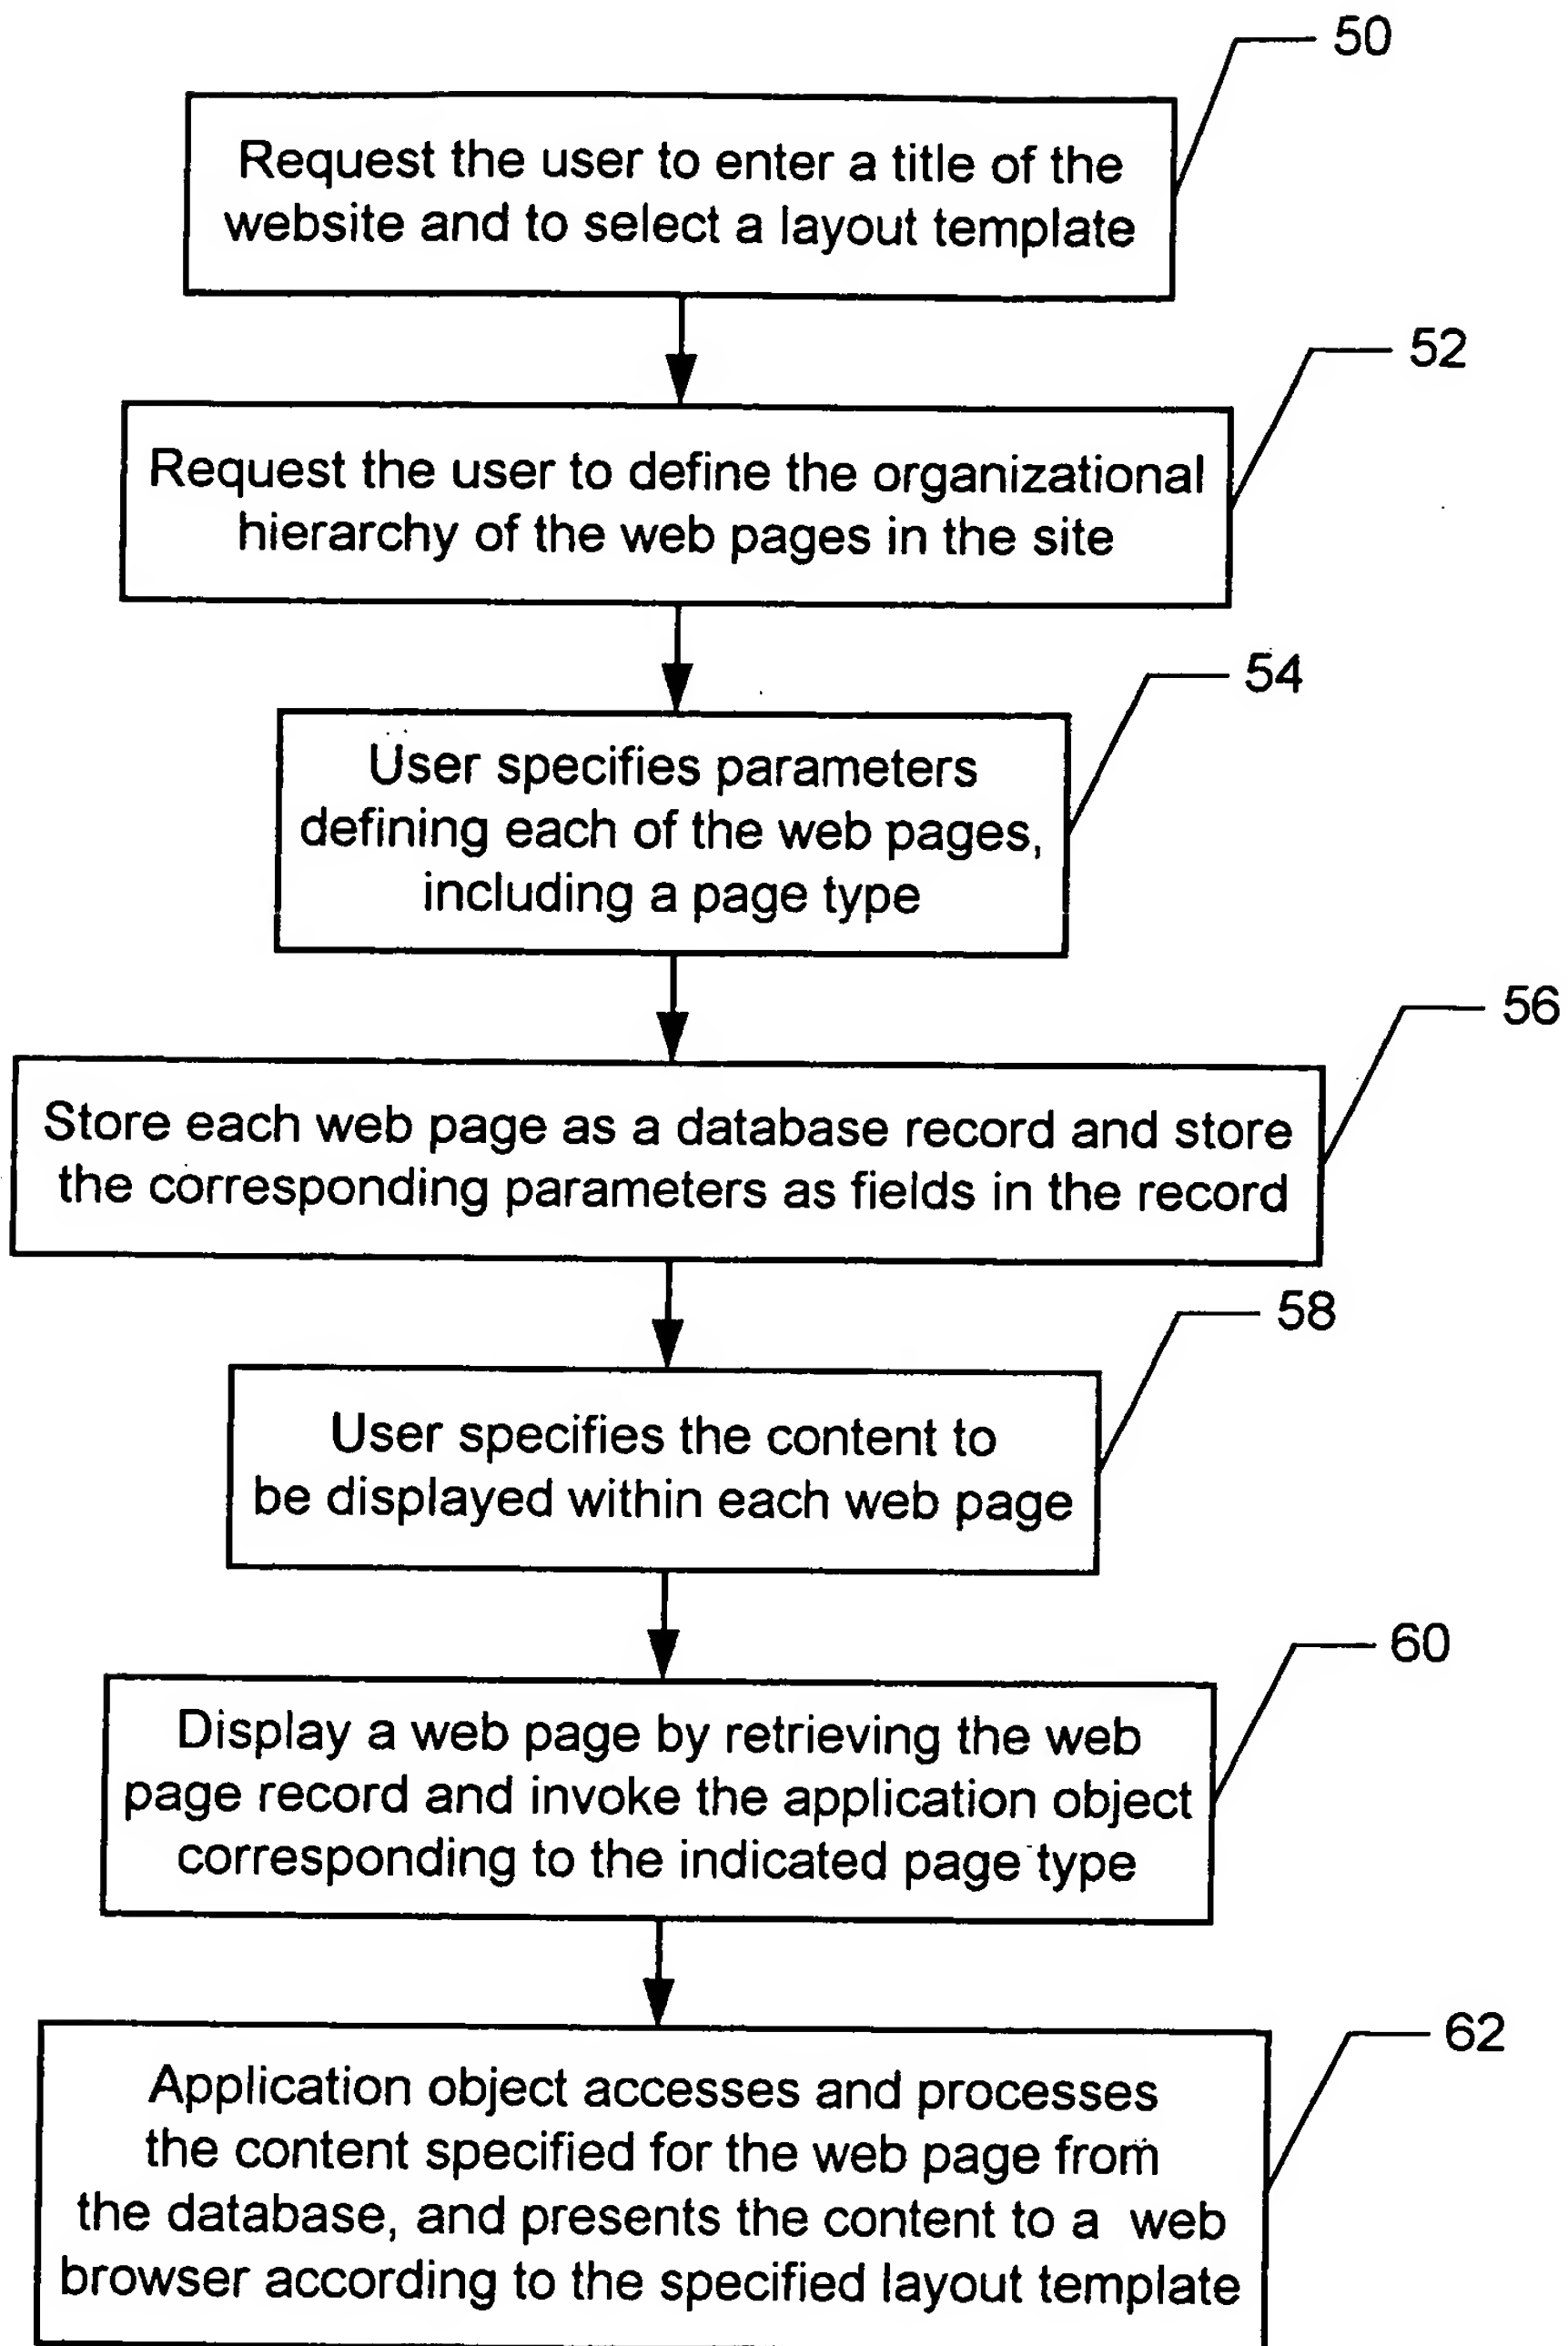 50
Request the user to enter a title of the
website and to select a layout template
52
Request the user to define the organizational
hierarchy of the web pages in the site
54
User specifies parameters
defining each of the web pages,
including a page type
56
Store each web page as a database record and store
the corresponding parameters as fields in the record
58
User specifies the content to
be displayed within each web page
60
Display a web page by retrieving the web
page record and invoke the application object
corresponding to the indicated page type
62
Application object accesses and processes
the content specified for the web page from
the database, and presents the content to a web
browser according to the specified layout template